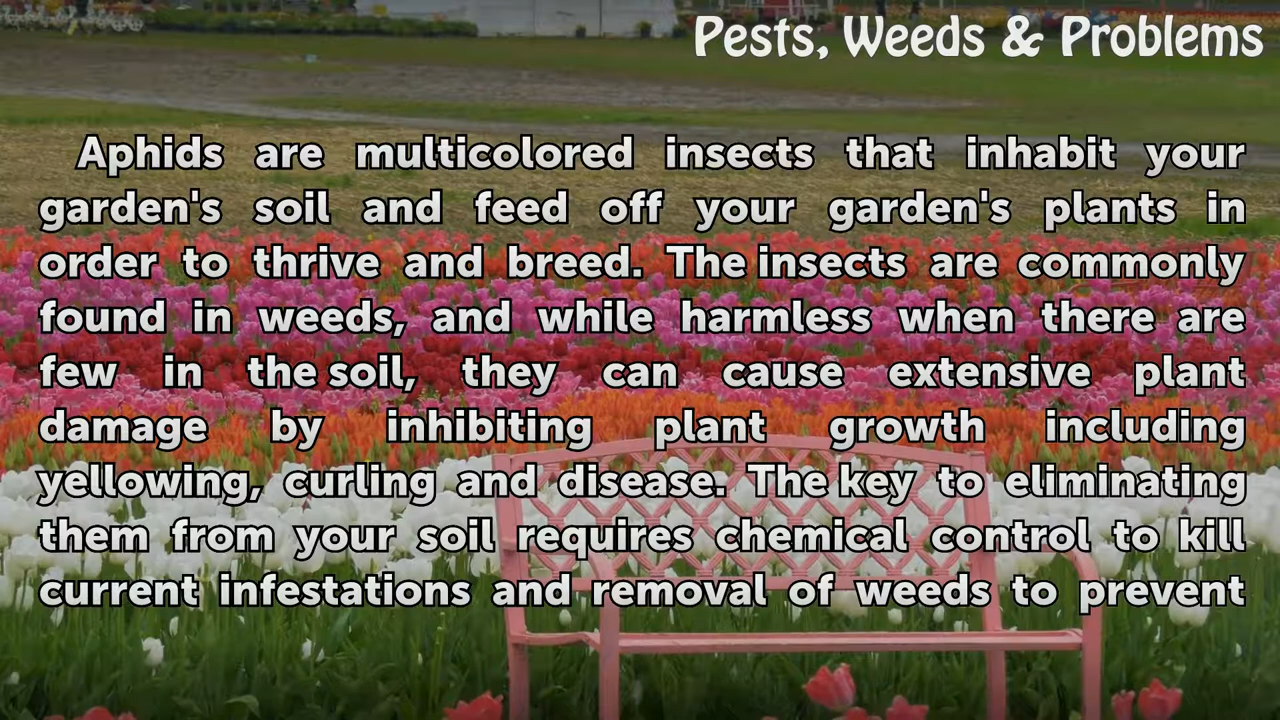 Pests, Weeds & Problems
Aphids are multicolored insects that inhabit your
garden's soil and feed off your garden's plants in
order to thrive and breed. The insects are commonly
found in weeds, and while harmless when there are
few in the soil, they can cause extensive plant
damage by inhibiting plant growth including
yellowing, curling and disease. The key to eliminating
them from your soil requires chemical control to kill
current infestations and removal of weeds to prevent